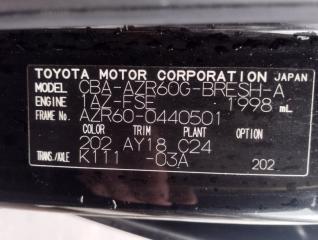 TOYOTA MOTOR CORPORATION JAPAN
MODEL CBA-AZR60G-BRESH-A
ENGINE 1AZ-FSE 1998 mL
FRAME No. AZR60-0440501
COLOR TRIM PLANT OPTION
202 AY18 C24
TRANS./AXLE K111 -03A 202